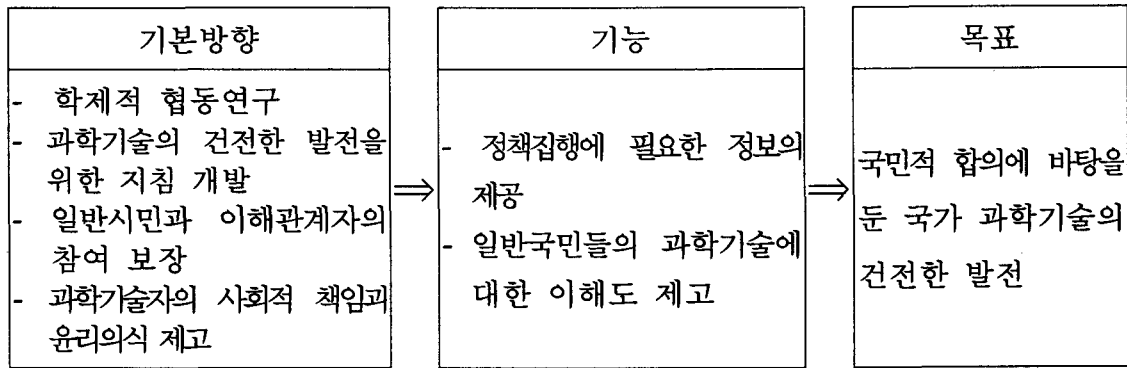 기본방향
- 학제적 협동연구
- 과학기술의 건전한 발전을
위한 지침 개발
- 일반시민과 이해관계자의
참여 보장
- 과학기술자의 사회적 책임과
윤리의식 제고
⇒
기능
- 정책집행에 필요한 정보의
제공
- 일반국민들의 과학기술에
대한 이해도 제고
⇒
목표
국민적 합의에 바탕을
둔 국가 과학기술의
건전한 발전